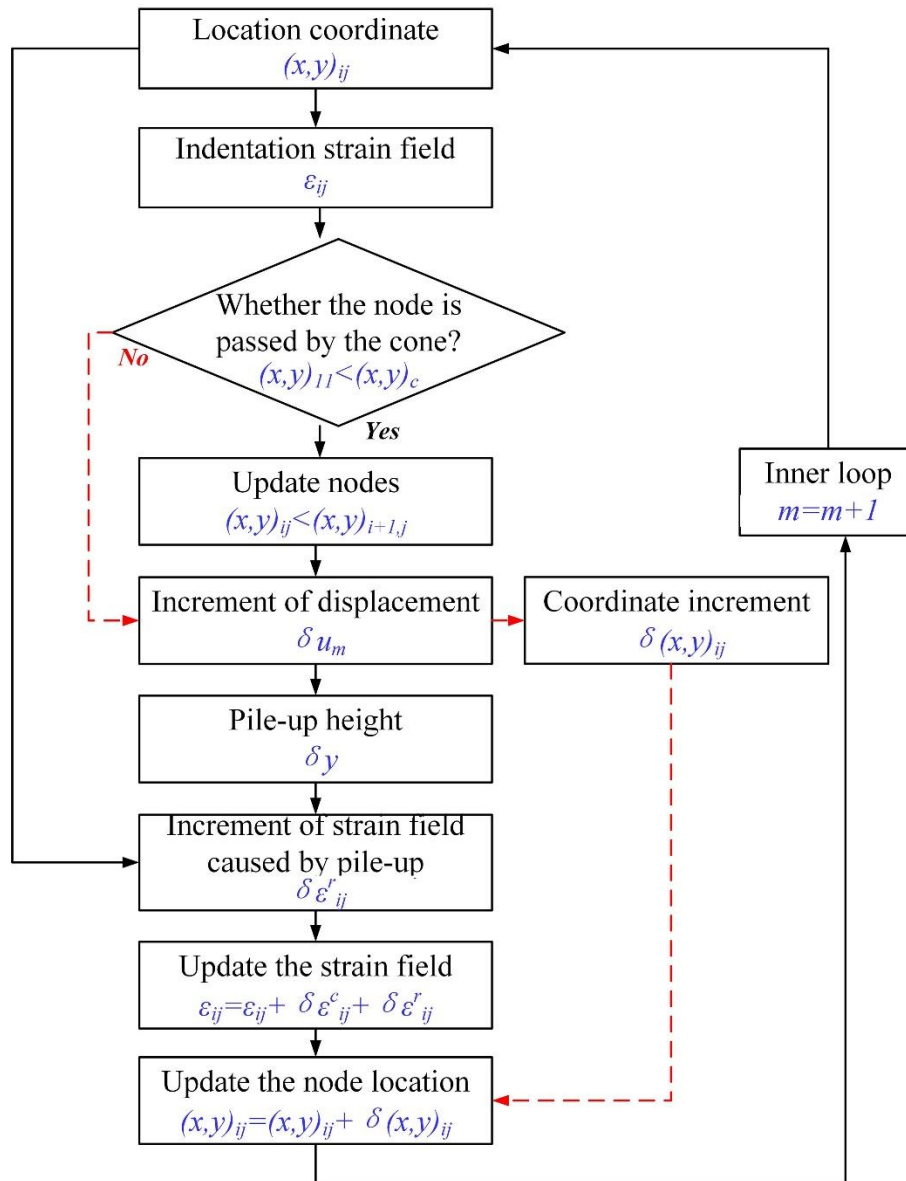 Location coordinate
(x,y)ij
Indentation strain field
εij
Whether the node is
passed by the cone?
(x,y)11<(x,y)c
No
Yes
Update nodes
(x,y)ij<(x,y)i+1,j
Inner loop
m=m+1
Increment of displacement
δum
Coordinate increment
δ(x,y)ij
Pile-up height
δy
Increment of strain field
caused by pile-up
δεrij
Update the strain field
εij=εij+ δεcij+ δεrij
Update the node location
(x,y)ij=(x,y)ij+ δ(x,y)ij